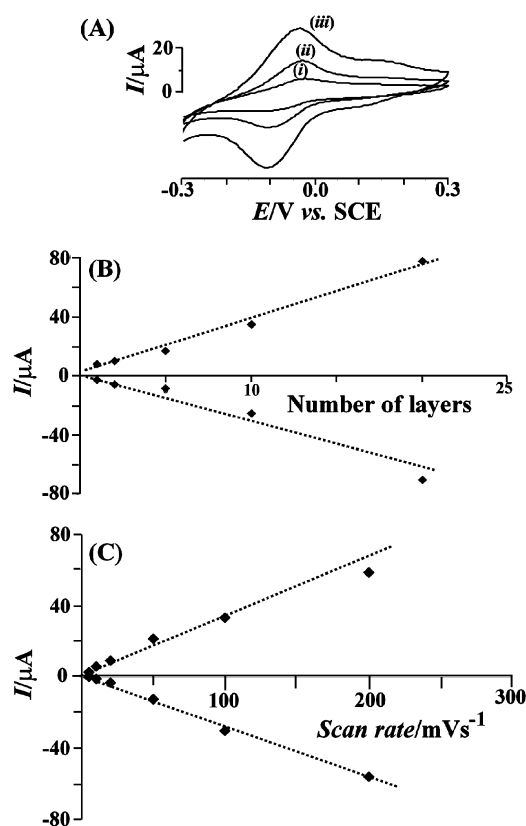 (A)
(iii)
(ii)
(i)
20
0
I/μA
-0.3 0.0 0.3
E/V vs. SCE
(B)
80
40
0
-40
-80
I/μA
10 25
Number of layers
(C)
80
40
0
-40
-80
I/μA
100 200 300
Scan rate/mVs-1